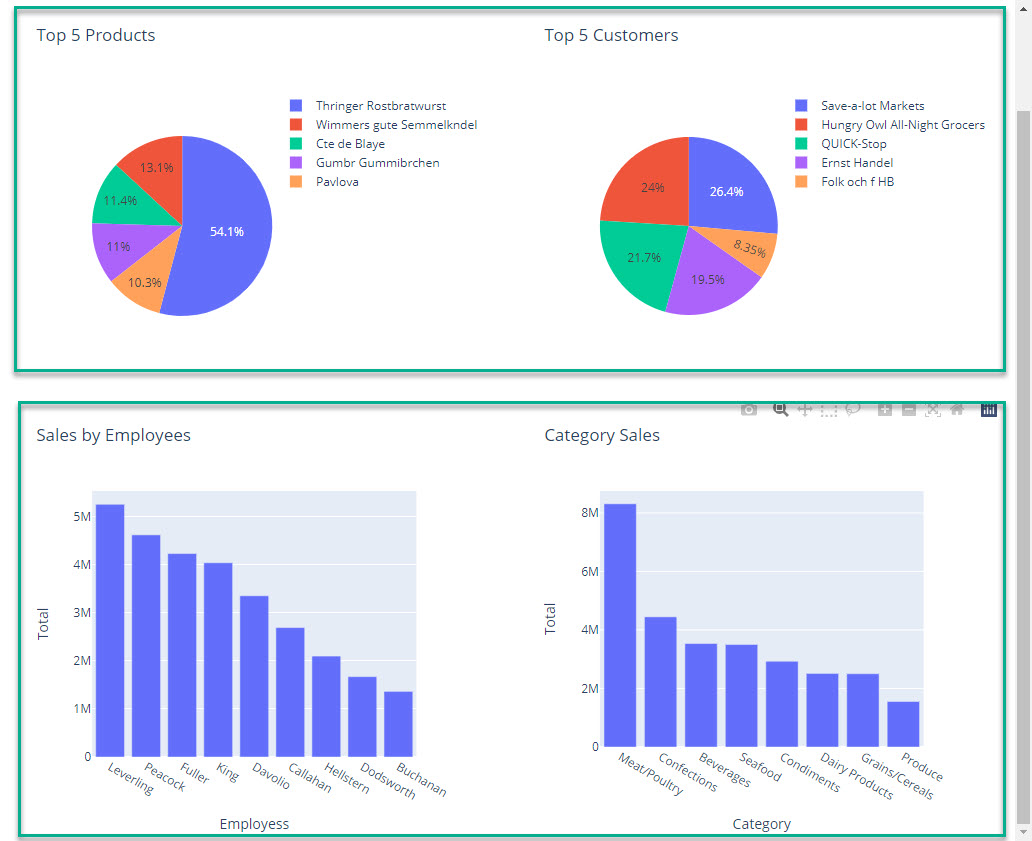 Top 5 Products
Thringer Rostbratwurst
Wimmers gute Semmelkndel
Cte de Blaye
Gumbr Gummibrchen
Pavlova
13.1%
11.4%
54.1%
11%
10.3%
Top 5 Customers
Save-a-lot Markets
Hungry Owl All-Night Grocers
QUICK-Stop
Ernst Handel
Folk och f HB
24%
26.4%
8.35%
21.7%
19.5%
Sales by Employees
5M
4M
3M
2M
1M
0
Total
Leverling
Peacock
Fuller
King
Davolio
Callahan
Hellstern
Dodsworth
Buchanan
Employess
Category Sales
8M
6M
4M
2M
0
Total
Meat/Poultry
Confections
Beverages
Seafood
Condiments
Dairy Products
Grains/Cereals
Produce
Category